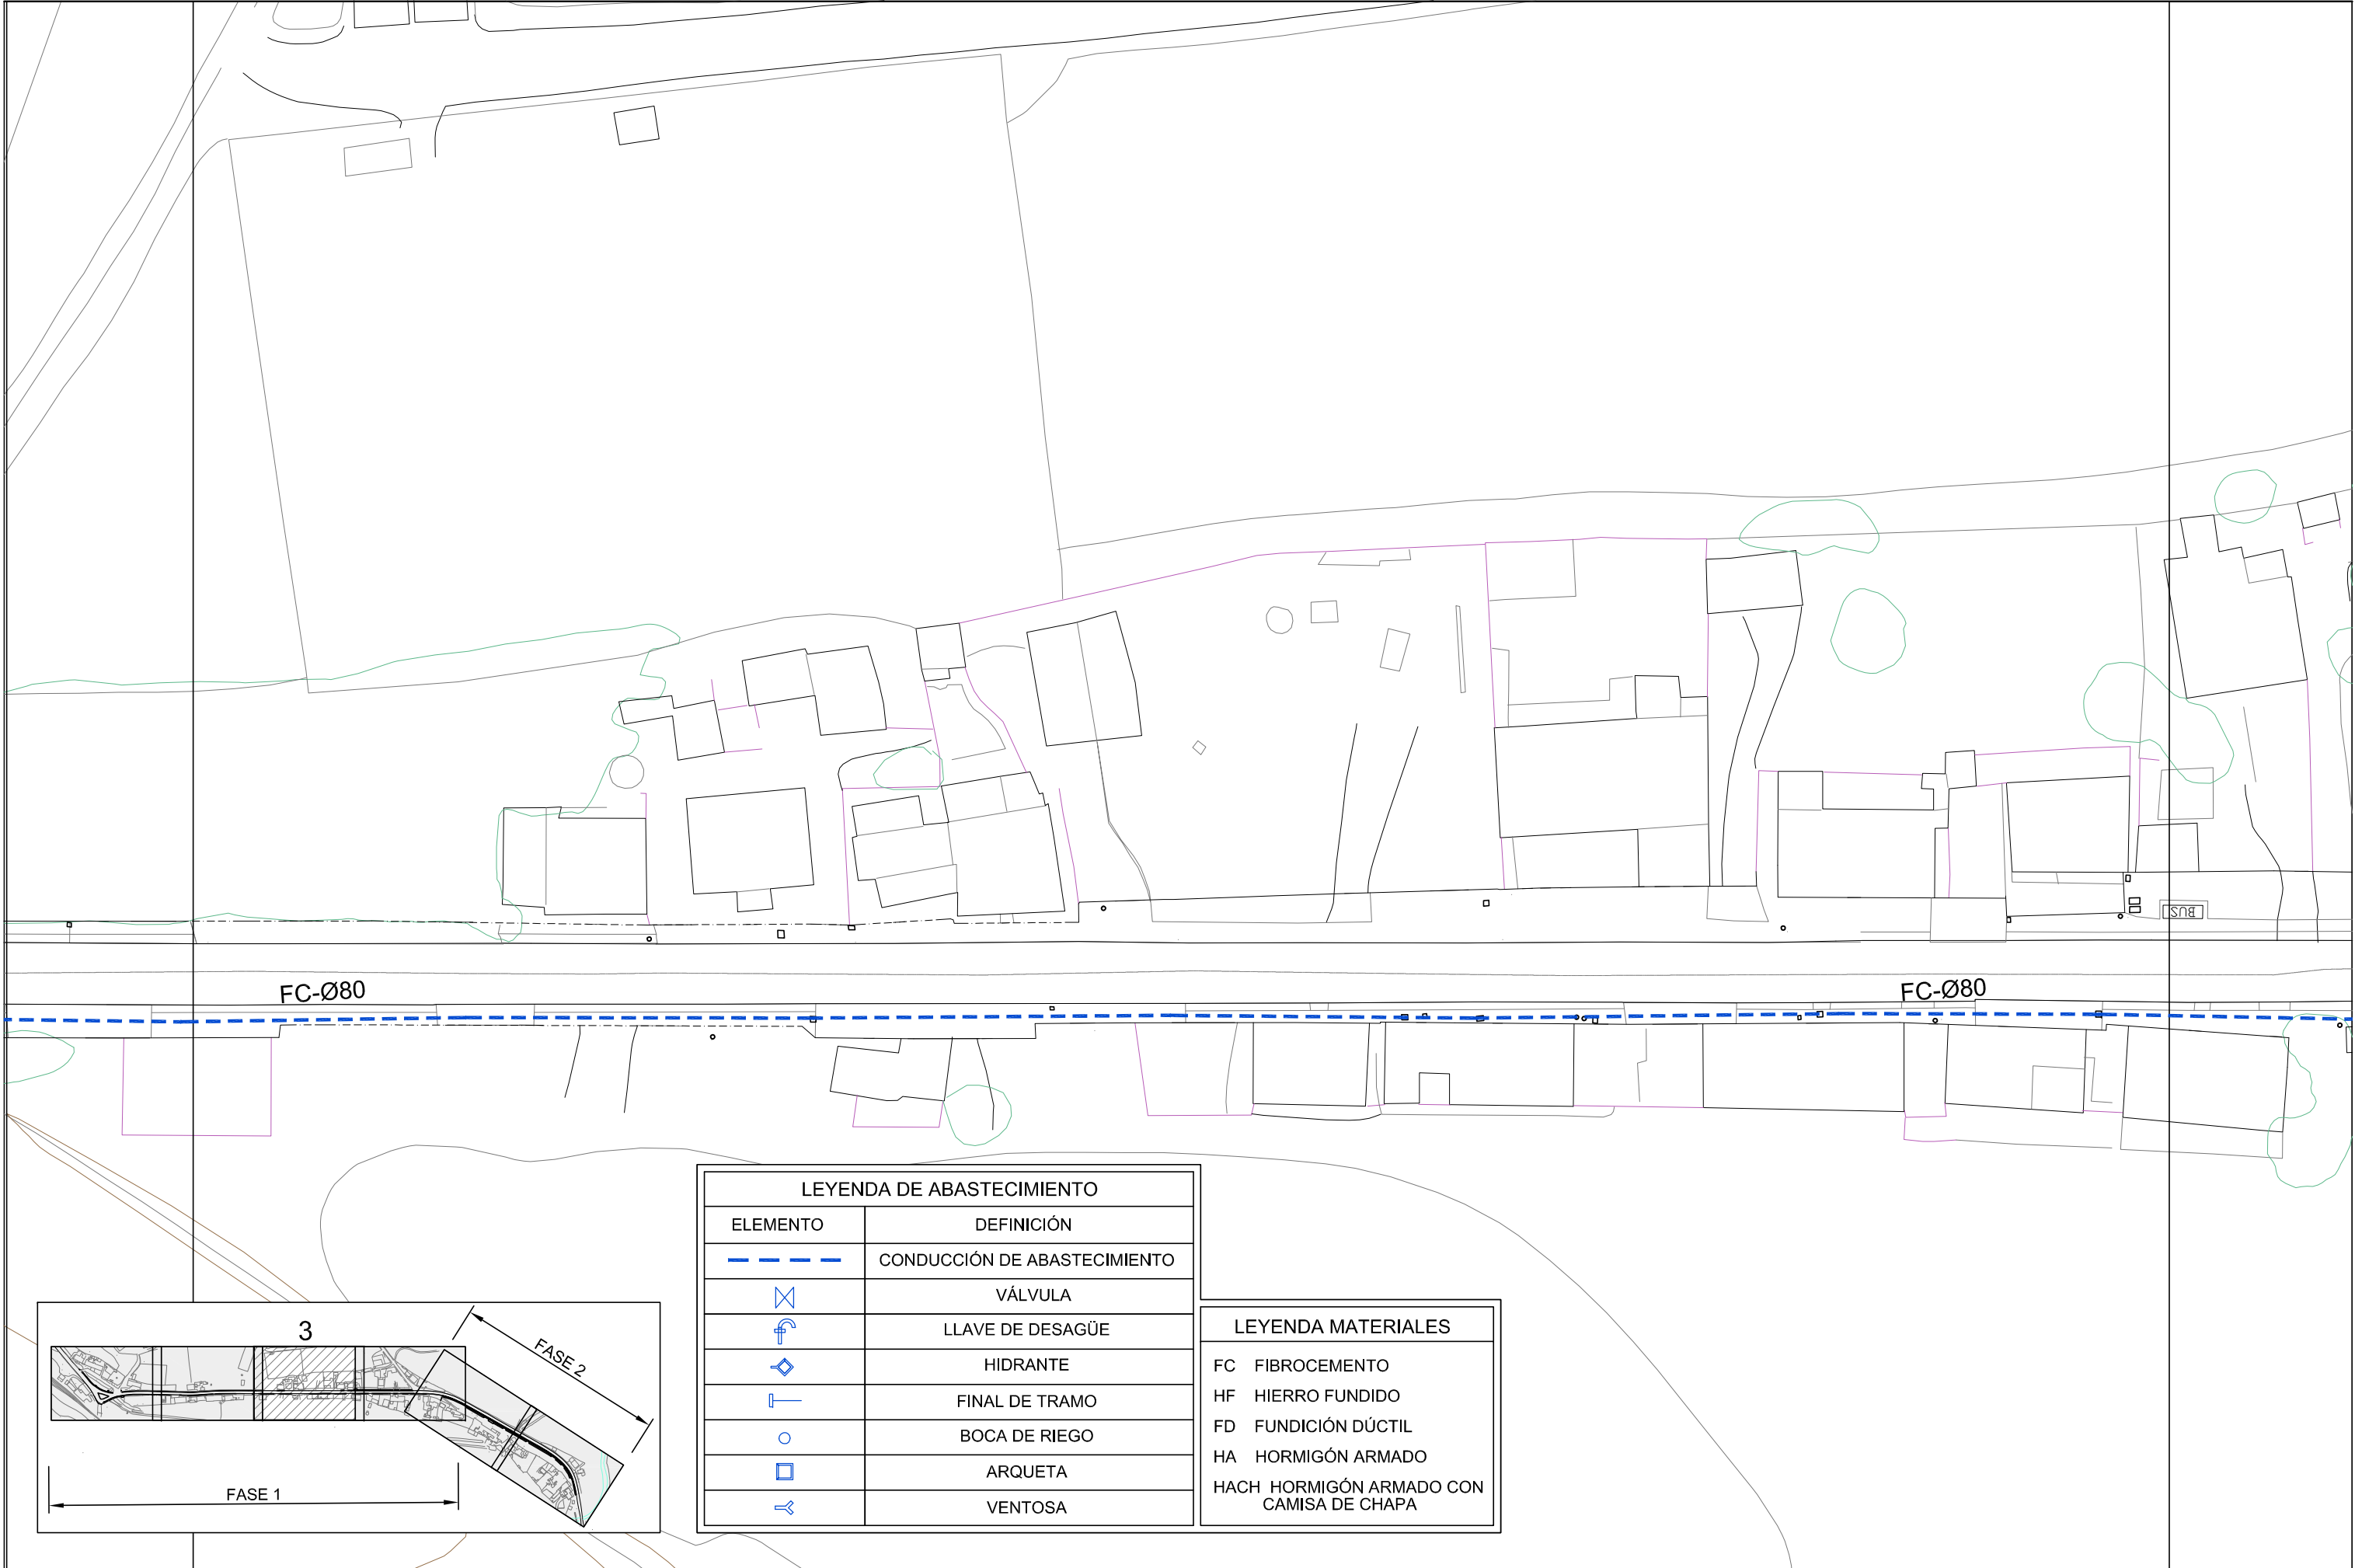 BUS
FC-Ø80
FC-Ø80
LEYENDA DE ABASTECIMIENTO
ELEMENTO DEFINICIÓN
CONDUCCIÓN DE ABASTECIMIENTO
VÁLVULA
LLAVE DE DESAGÜE
HIDRANTE
FINAL DE TRAMO
BOCA DE RIEGO
ARQUETA
VENTOSA
LEYENDA MATERIALES
FC FIBROCEMENTO
HF HIERRO FUNDIDO
FD FUNDICIÓN DÚCTIL
HA HORMIGÓN ARMADO
HACH HORMIGÓN ARMADO CON
CAMISA DE CHAPA
3
FASE 2
FASE 1